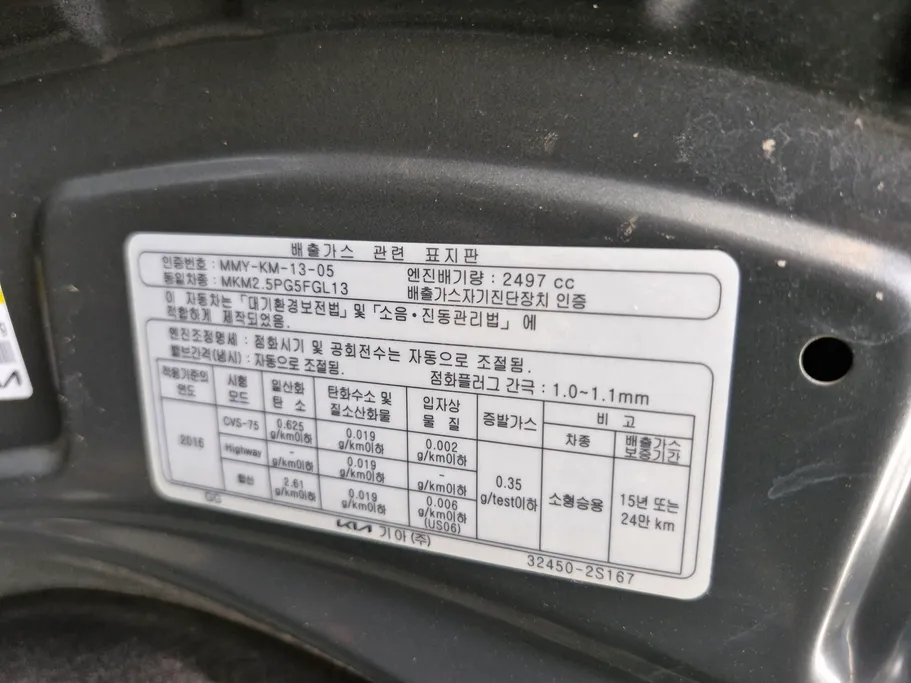 배출가스 관련 표지판
인증번호 : MMY-KM-13-05 엔진배기량 : 2497 cc
동일차종 : MKM2.5PG5FGL13 배출가스자기진단장치 인증
이 자동차는「대기환경보전법」및「소음·진동관리법」에
적합하게 제작되었음.
엔진조정명세 : 점화시기 및 공회전수는 자동으로 조절됨.
밸브간격(냉시) : 자동으로 조절됨. 점화플러그 간극 : 1.0~1.1mm
적용기준의 연도 시험 모드 일산화 탄소 탄화수소 및 질소산화물 입자상 물질 증발가스 비고
차종 배출가스 보증기간
2016 CVS-75 0.625 g/km이하 0.019 g/km이하 0.002 g/km이하 0.35 g/test이하 소형승용 15년 또는 24만 km
Highway - g/km이하 0.019 g/km이하 - g/km이하
합산 2.61 g/km이하 0.019 g/km이하 0.006 g/km이하 (US06)
GG
KIA 기아(주)
32450-2S167